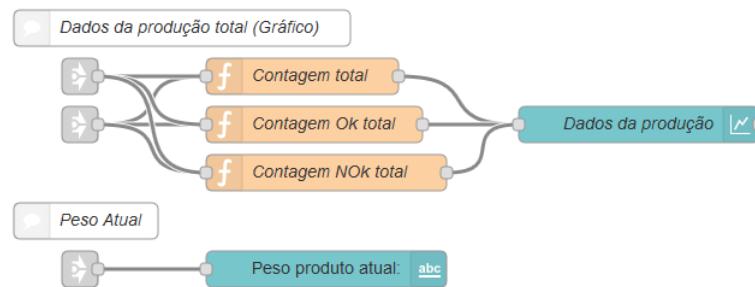 Dados da produção total (Gráfico)
Contagem total
Contagem Ok total
Dados da produção
Contagem NOk total
Peso Atual
Peso produto atual: abc